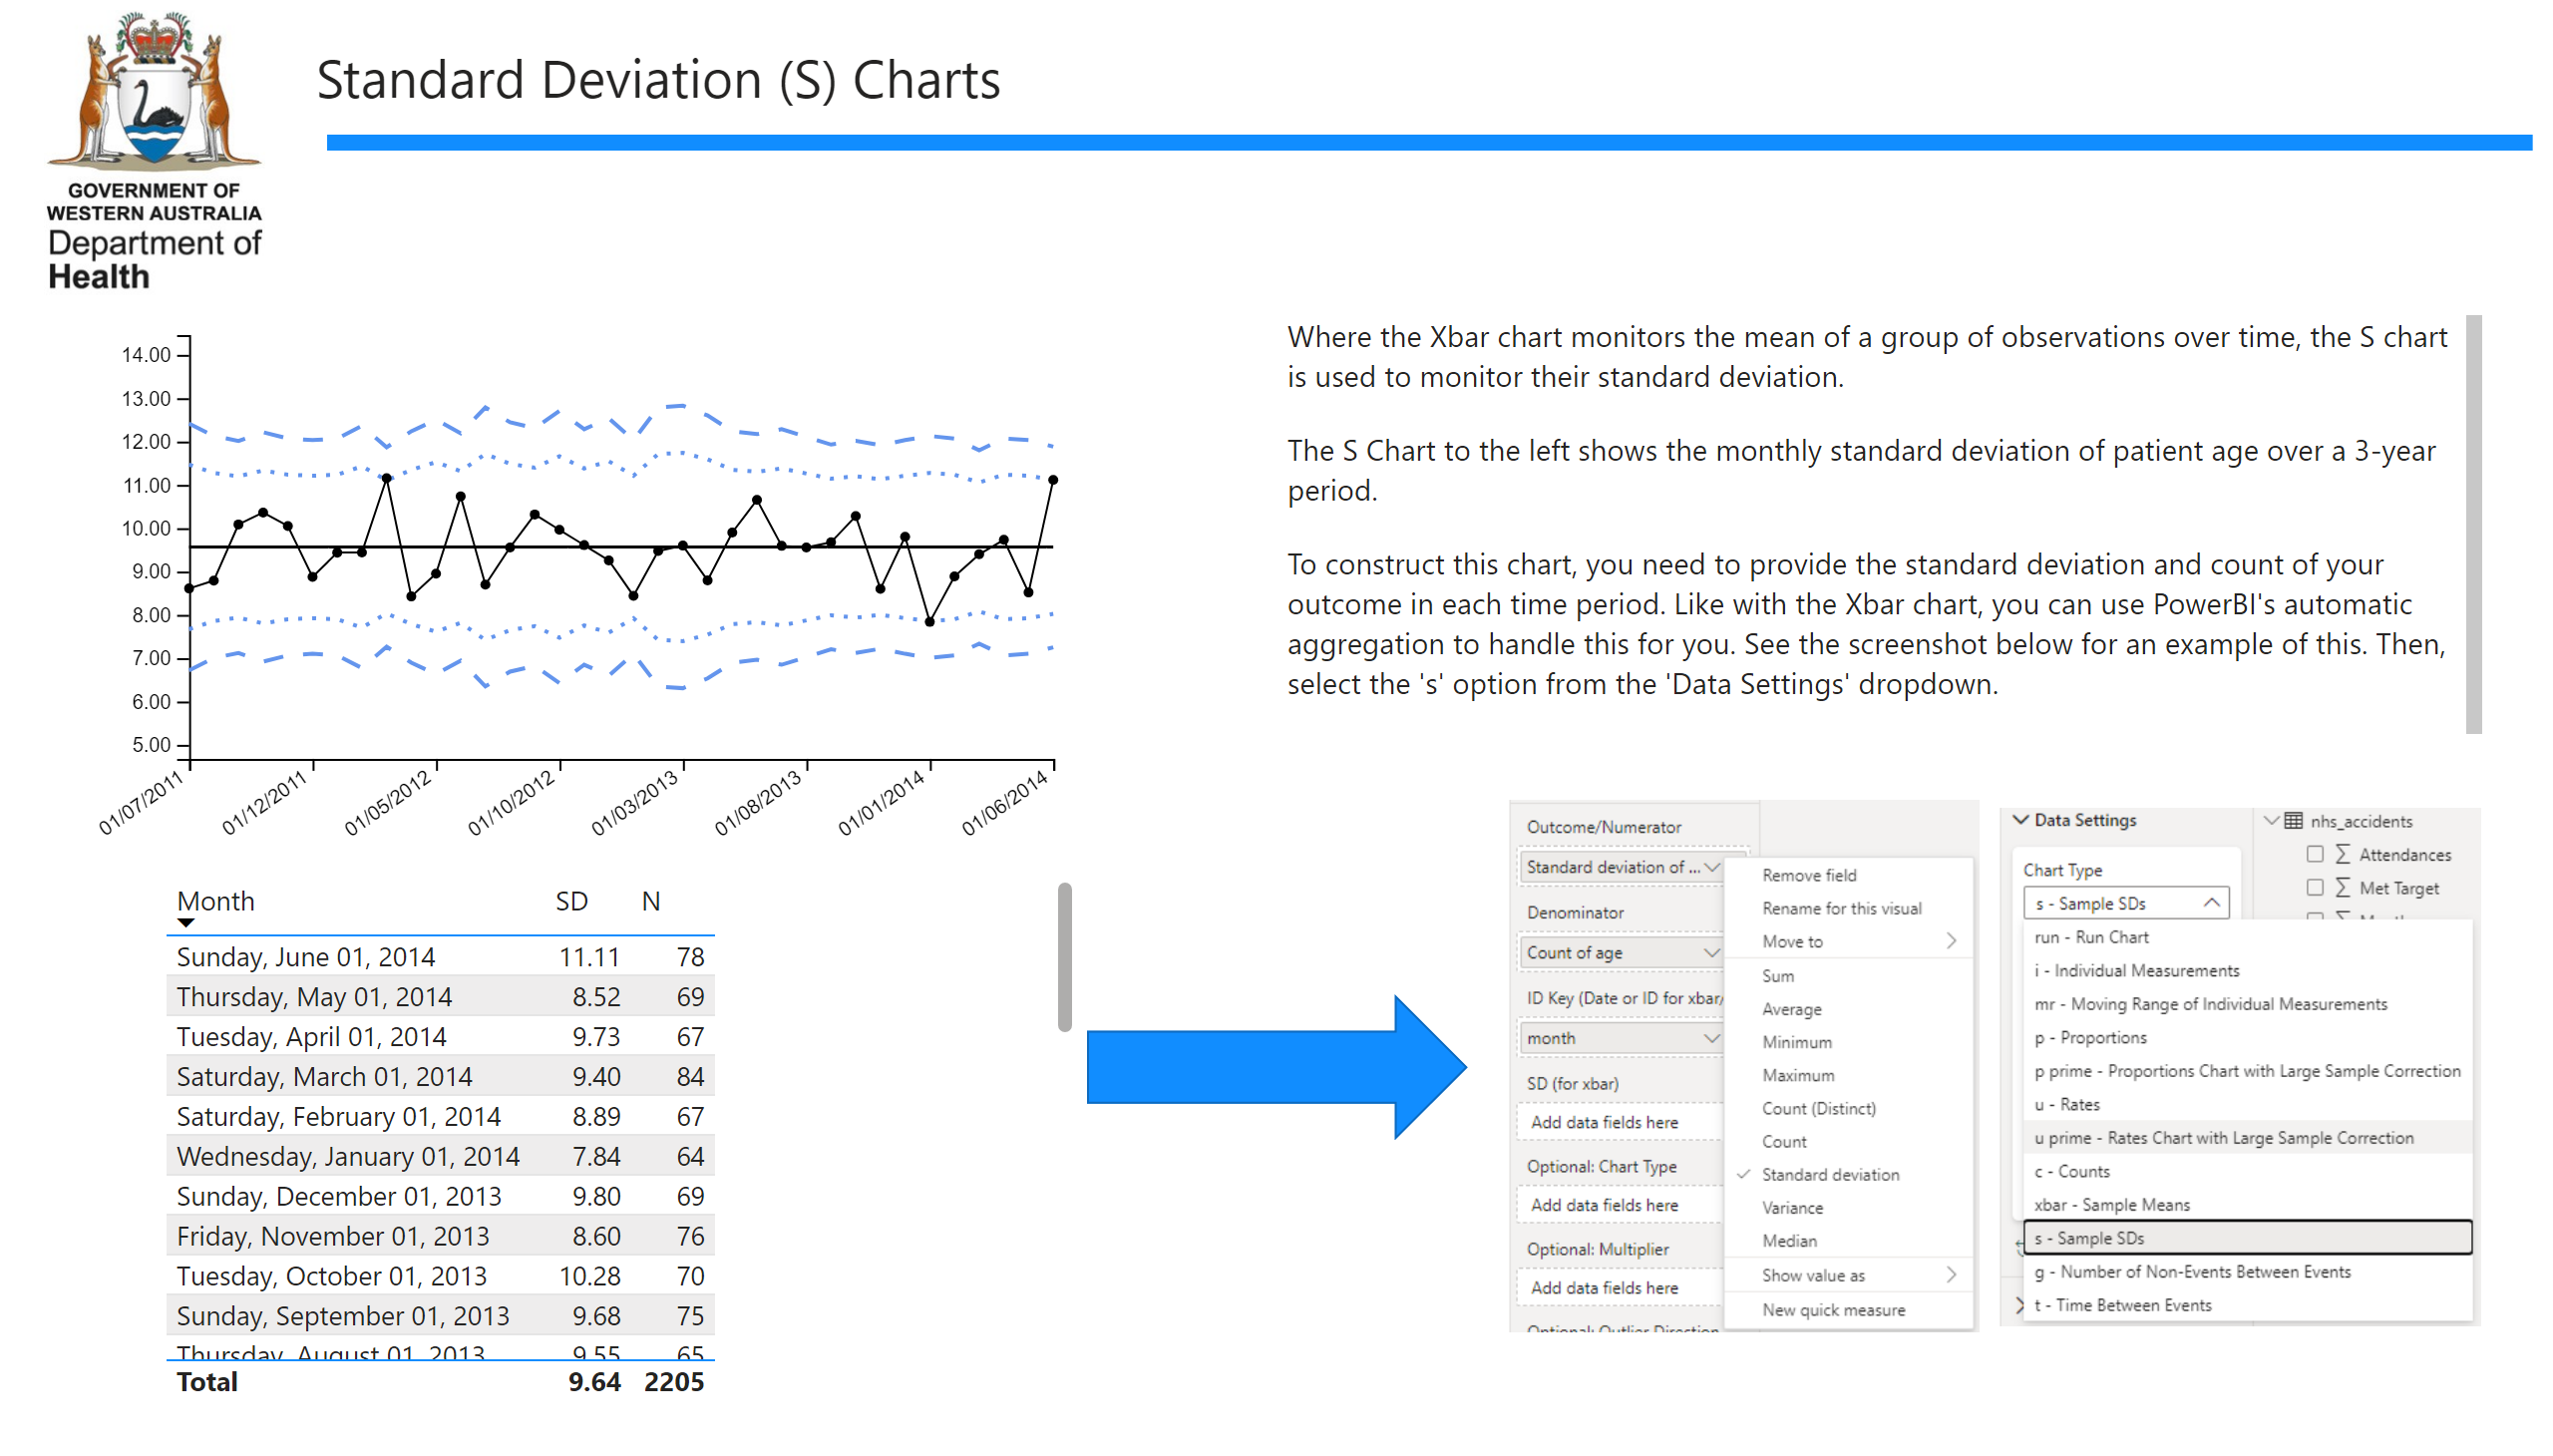 Standard Deviation (S) Charts
GOVERNMENT OF
WESTERN AUSTRALIA
Department of
Health
14.00
13.00
12.00
11.00
10.00
9.00
8.00
7.00
6.00
5.00
01/07/2011
01/12/2011
01/05/2012
01/10/2012
01/03/2013
01/08/2013
01/01/2014
01/06/2014
Where the Xbar chart monitors the mean of a group of observations over time, the S chart
is used to monitor their standard deviation.
The S Chart to the left shows the monthly standard deviation of patient age over a 3-year
period.
To construct this chart, you need to provide the standard deviation and count of your
outcome in each time period. Like with the Xbar chart, you can use PowerBI's automatic
aggregation to handle this for you. See the screenshot below for an example of this. Then,
select the 's' option from the 'Data Settings' dropdown.
Month SD N
Sunday, June 01, 2014 11.11 78
Thursday, May 01, 2014 8.52 69
Tuesday, April 01, 2014 9.73 67
Saturday, March 01, 2014 9.40 84
Saturday, February 01, 2014 8.89 67
Wednesday, January 01, 2014 7.84 64
Sunday, December 01, 2013 9.80 69
Friday, November 01, 2013 8.60 76
Tuesday, October 01, 2013 10.28 70
Sunday, September 01, 2013 9.68 75
Thursday, August 01, 2013 9.55 65
Total 9.64 2205
Outcome/Numerator
Standard deviation of ...
Denominator
Count of age
ID Key (Date or ID for xbar/
month
SD (for xbar)
Add data fields here
Optional: Chart Type
Add data fields here
Optional: Multiplier
Add data fields here
Optional: Outlier Direction
Remove field
Rename for this visual
Move to
Sum
Average
Minimum
Maximum
Count (Distinct)
Count
Standard deviation
Variance
Median
Show value as
New quick measure
Data Settings
Chart Type
s - Sample SDs
run - Run Chart
i - Individual Measurements
mr - Moving Range of Individual Measurements
p - Proportions
p prime - Proportions Chart with Large Sample Correction
u - Rates
u prime - Rates Chart with Large Sample Correction
c - Counts
xbar - Sample Means
s - Sample SDs
g - Number of Non-Events Between Events
t - Time Between Events
nhs_accidents
Σ Attendances
Σ Met Target